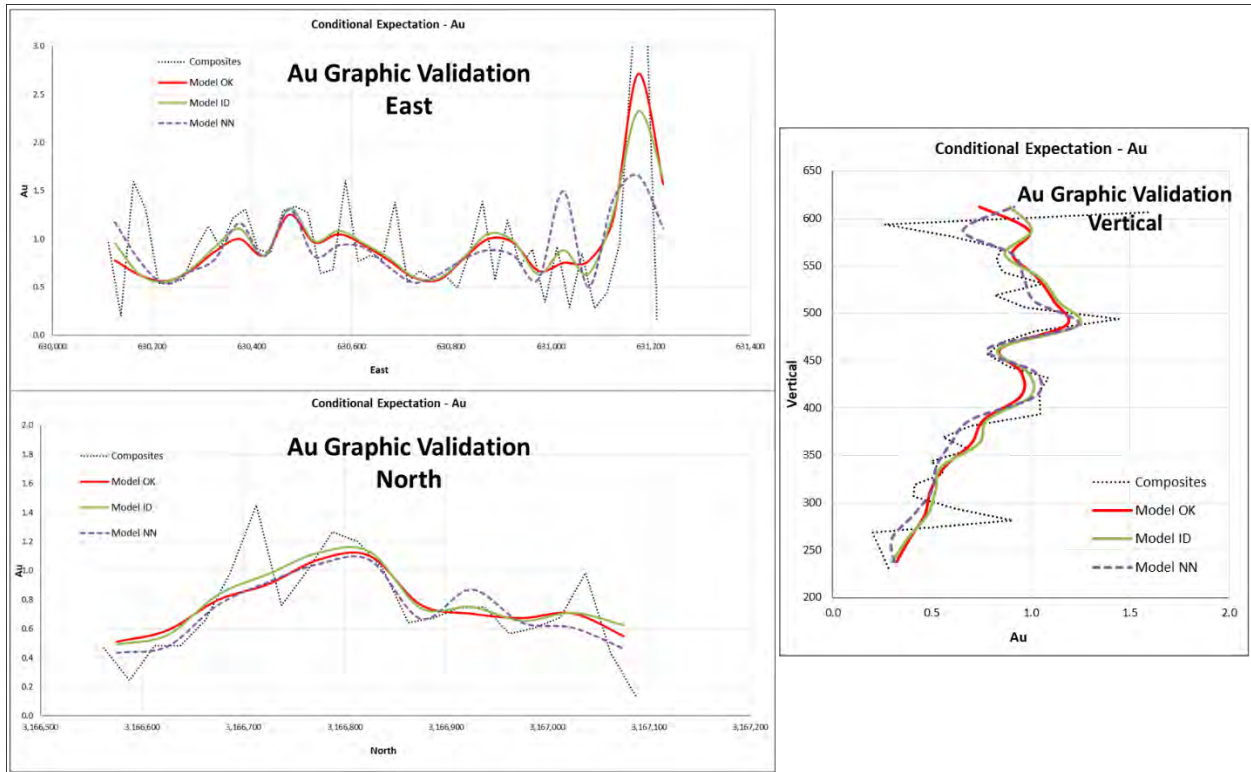 Conditional Expectation - Au
3.0
2.5
2.0
1.5
1.0
0.5
0.0
Au
Composites
Model OK
Model ID
Model NN
Au Graphic Validation
East
630,000
630,200
630,400
630,600
630,800
631,000
631,200
631,400
East
Conditional Expectation - Au
2.0
1.8
1.6
1.4
1.2
1.0
0.8
0.6
0.4
0.2
0.0
Au
Composites
Model OK
Model ID
Model NN
Au Graphic Validation
North
3,166,500
3,166,600
3,166,700
3,166,800
3,166,900
3,167,000
3,167,100
3,167,200
North
Conditional Expectation - Au
650
600
550
500
450
400
350
300
250
200
Vertical
Au Graphic Validation
Vertical
Composites
Model OK
Model ID
Model NN
0.0
0.5
1.0
1.5
2.0
Au